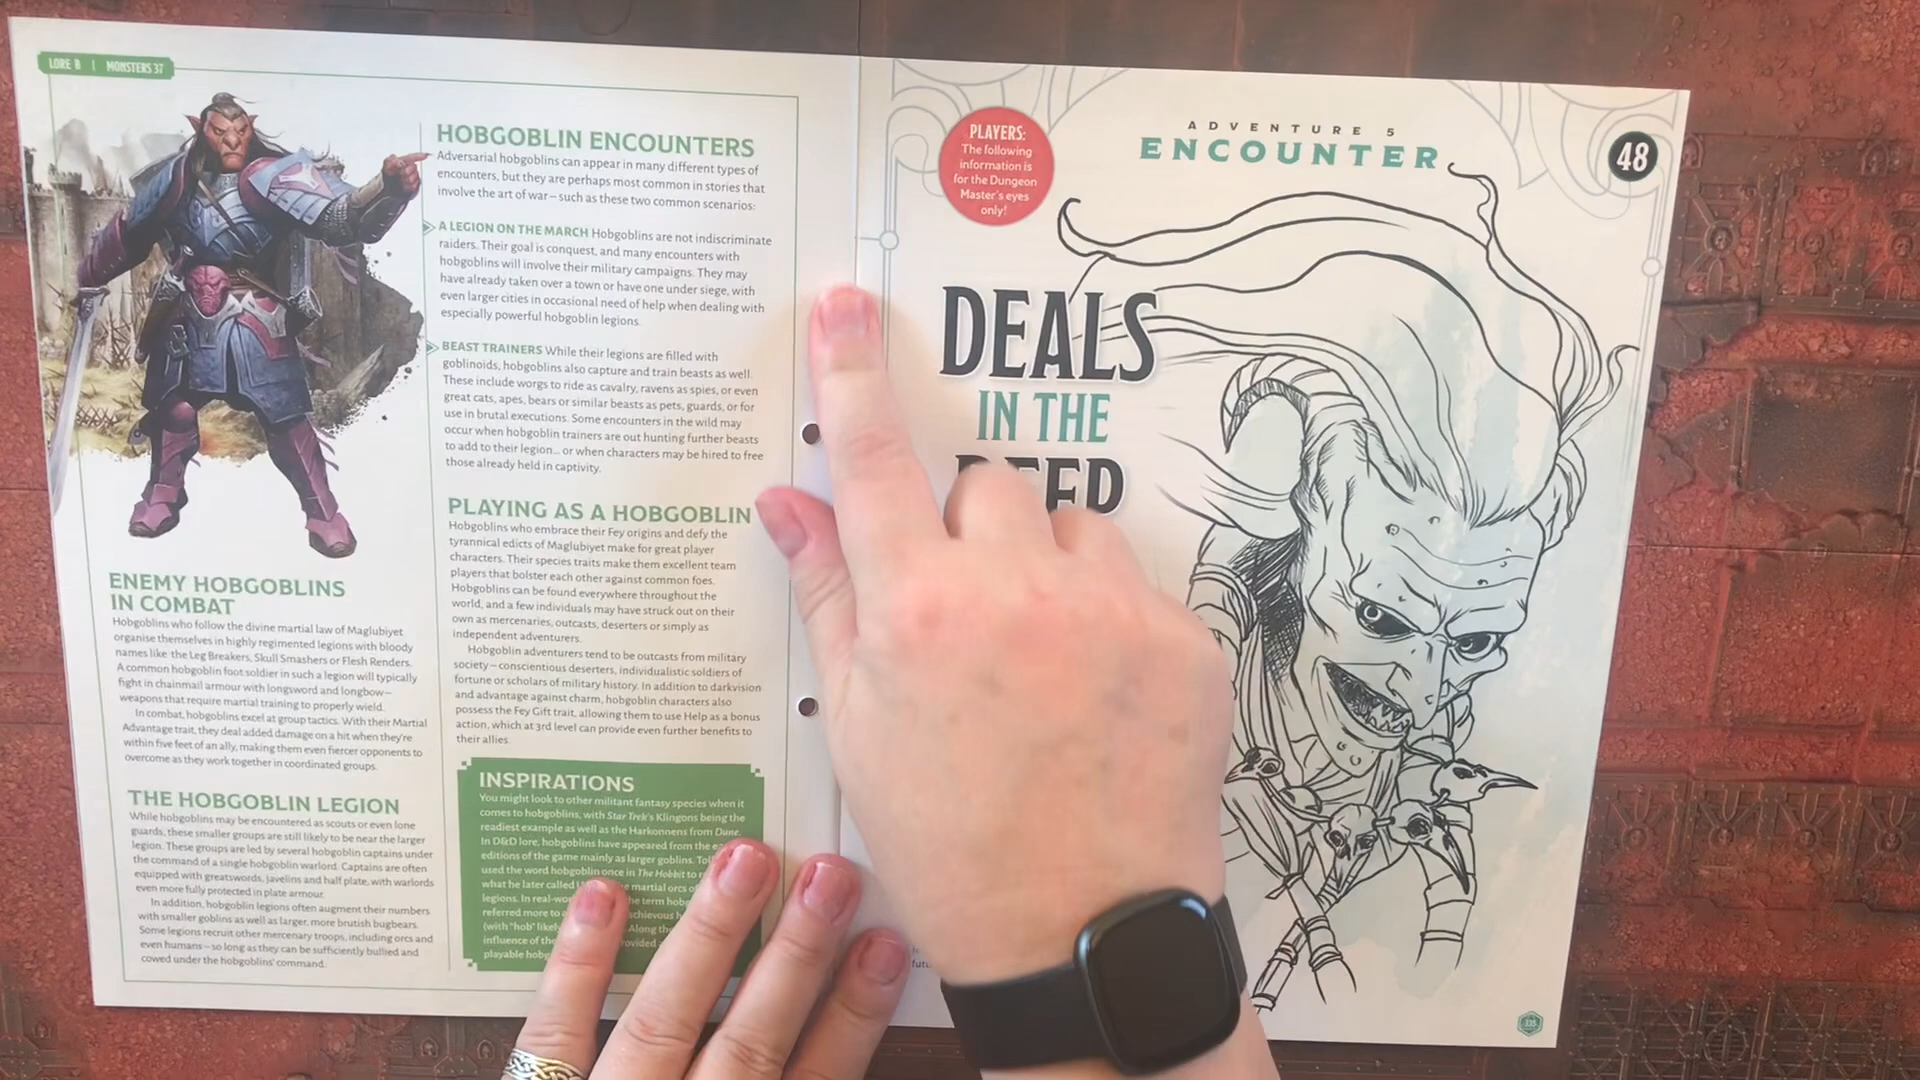 LORE B | MONSTERS 37
HOBGOBLIN ENCOUNTERS
Adversarial hobgoblins can appear in many different types of
encounters, but they are perhaps most common in stories that
involve the art of war – such as these two common scenarios:
A LEGION ON THE MARCH Hobgoblins are not indiscriminate
raiders. Their goal is conquest, and many encounters with
hobgoblins will involve their military campaigns. They may
have already taken over a town or have one under siege, with
even larger cities in occasional need of help when dealing with
especially powerful hobgoblin legions.
BEAST TRAINERS While their legions are filled with
goblinoids, hobgoblins also capture and train beasts as well.
These include worgs to ride as cavalry, ravens as spies, or even
great cats, apes, bears or similar beasts as pets, guards, or for
use in brutal executions. Some encounters in the wild may
occur when hobgoblin trainers are out hunting further beasts
to add to their legion... or when characters may be hired to free
those already held in captivity.
PLAYING AS A HOBGOBLIN
Hobgoblins who embrace their Fey origins and defy the
tyrannical edicts of Maglubiyet make for great player
characters. Their species traits make them excellent team
players that bolster each other against common foes.
Hobgoblins can be found everywhere throughout the
world, and a few individuals may have struck out on their
own as mercenaries, outcasts, deserters or simply as
independent adventurers.
Hobgoblin adventurers tend to be outcasts from military
society – conscientious deserters, individualistic soldiers of
fortune or scholars of military history. In addition to darkvision
and advantage against charm, hobgoblin characters also
possess the Fey Gift trait, allowing them to use Help as a bonus
action, which at 3rd level can provide even further benefits to
their allies.
INSPIRATIONS
You might look to other militant fantasy species when it
comes to hobgoblins, with Star Trek's Klingons being the
readiest example as well as the Harkonnens from Dune.
In D&D lore, hobgoblins have appeared from the
editions of the game mainly as larger goblins.
used the word hobgoblin once in The Hobbit to
what he later called martial orcs
legions. In real-
he term
referred more to a
(with "hob" likely Along the
influence of the
playable
ENEMY HOBGOBLINS
IN COMBAT
Hobgoblins who follow the divine martial law of Maglubiyet
organise themselves in highly regimented legions with bloody
names like the Leg Breakers, Skull Smashers or Flesh Renders.
A common hobgoblin foot soldier in such a legion will typically
fight in chainmail armour with longsword and longbow –
weapons that require martial training to properly wield.
In combat, hobgoblins excel at group tactics. With their Martial
Advantage trait, they deal added damage on a hit when they're
within five feet of an ally, making them even fiercer opponents to
overcome as they work together in coordinated groups.
THE HOBGOBLIN LEGION
While hobgoblins may be encountered as scouts or even lone
guards, these smaller groups are still likely to be near the larger
legion. These groups are led by several hobgoblin captains under
the command of a single hobgoblin warlord. Captains are often
equipped with greatswords, javelins and half plate, with warlords
even more fully protected in plate armour.
In addition, hobgoblin legions often augment their numbers
with smaller goblins as well as larger, more brutish bugbears.
Some legions recruit other mercenary troops, including orcs and
even humans – so long as they can be sufficiently bullied and
cowed under the hobgoblins' command.
PLAYERS:
The following
information is
for the Dungeon
Master's eyes
only!
ADVENTURE 5
ENCOUNTER
48
DEALS
IN THE
DEEP
335